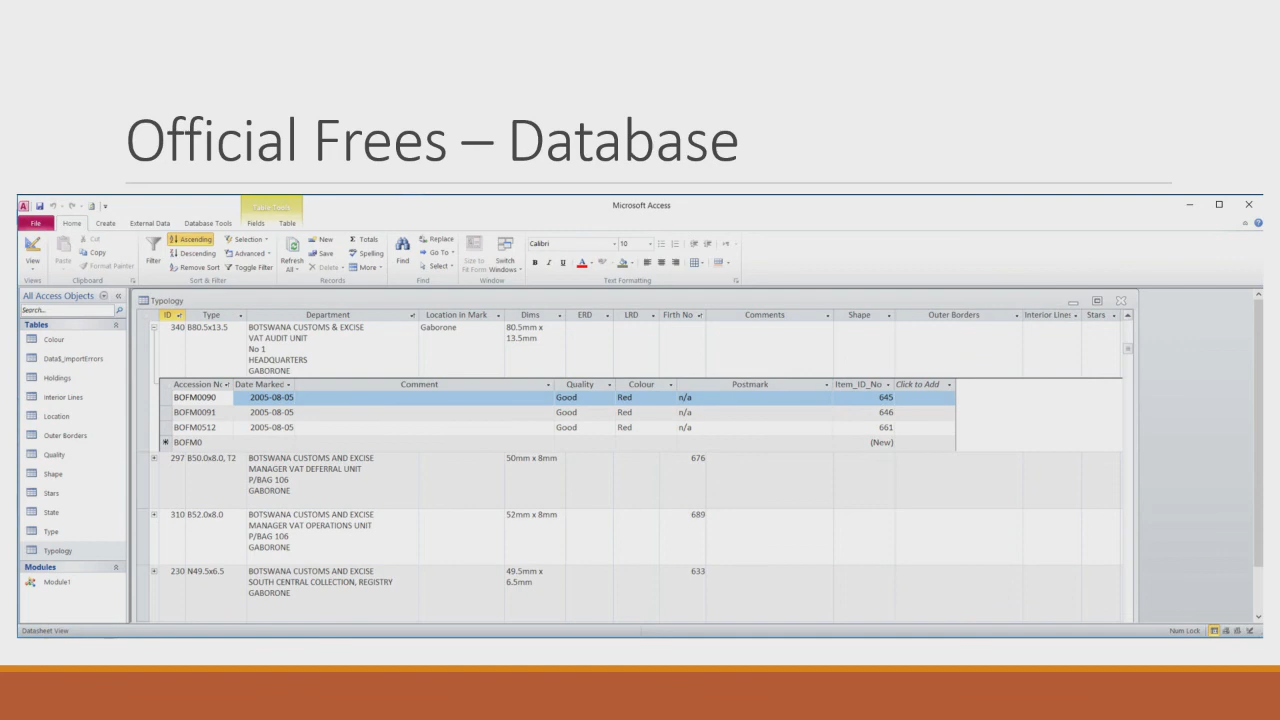 Official Frees – Database
Table Tools
Microsoft Access
File Home Create External Data Database Tools Fields Table
View
Views
Paste
Cut
Copy
Format Painter
Clipboard
Filter
Ascending
Descending
Remove Sort
Selection
Advanced
Toggle Filter
Sort & Filter
Refresh All
New
Save
Delete
Totals
Spelling
More
Records
Find
Replace
Go To
Select
Find
Size to Fit Form
Switch Windows
Window
Calibri 10
B I U A
Text Formatting
All Access Objects
Search...
Tables
Colour
Data$_ImportErrors
Holdings
Interior Lines
Location
Outer Borders
Quality
Shape
Stars
State
Type
Typology
Modules
Module1
Typology
ID Type Department Location in Mark Dims ERD LRD Firth No Comments Shape Outer Borders Interior Lines Stars
340 B80.5x13.5 BOTSWANA CUSTOMS & EXCISE Gaborone 80.5mm x
VAT AUDIT UNIT 13.5mm
No 1
HEADQUARTERS
GABORONE
Accession No Date Marked Comment Quality Colour Postmark Item_ID_No Click to Add
BOFM0090 2005-08-05 Good Red n/a 645
BOFM0091 2005-08-05 Good Red n/a 646
BOFM0512 2005-08-05 Good Red n/a 661
BOFM0 (New)
297 B50.0x8.0, T2 BOTSWANA CUSTOMS AND EXCISE 50mm x 8mm 676
MANAGER VAT DEFERRAL UNIT
P/BAG 106
GABORONE
310 B52.0x8.0 BOTSWANA CUSTOMS AND EXCISE 52mm x 8mm 689
MANAGER VAT OPERATIONS UNIT
P/BAG 106
GABORONE
230 N49.5x6.5 BOTSWANA CUSTOMS AND EXCISE 49.5mm x 633
SOUTH CENTRAL COLLECTION, REGISTRY 6.5mm
GABORONE
Datasheet View Num Lock